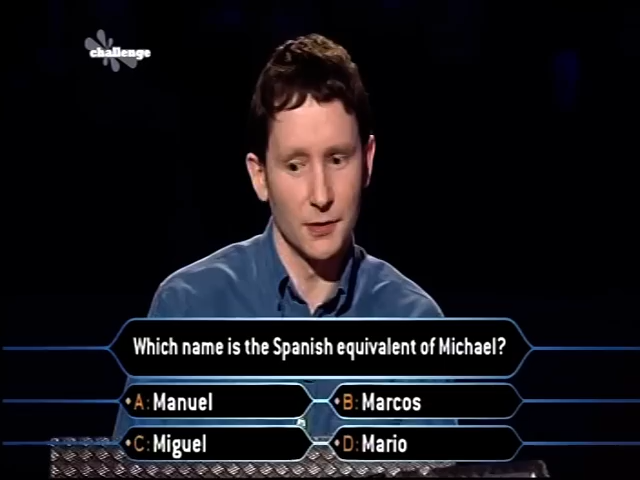 challenge
Which name is the Spanish equivalent of Michael?
A: Manuel
B: Marcos
C: Miguel
D: Mario